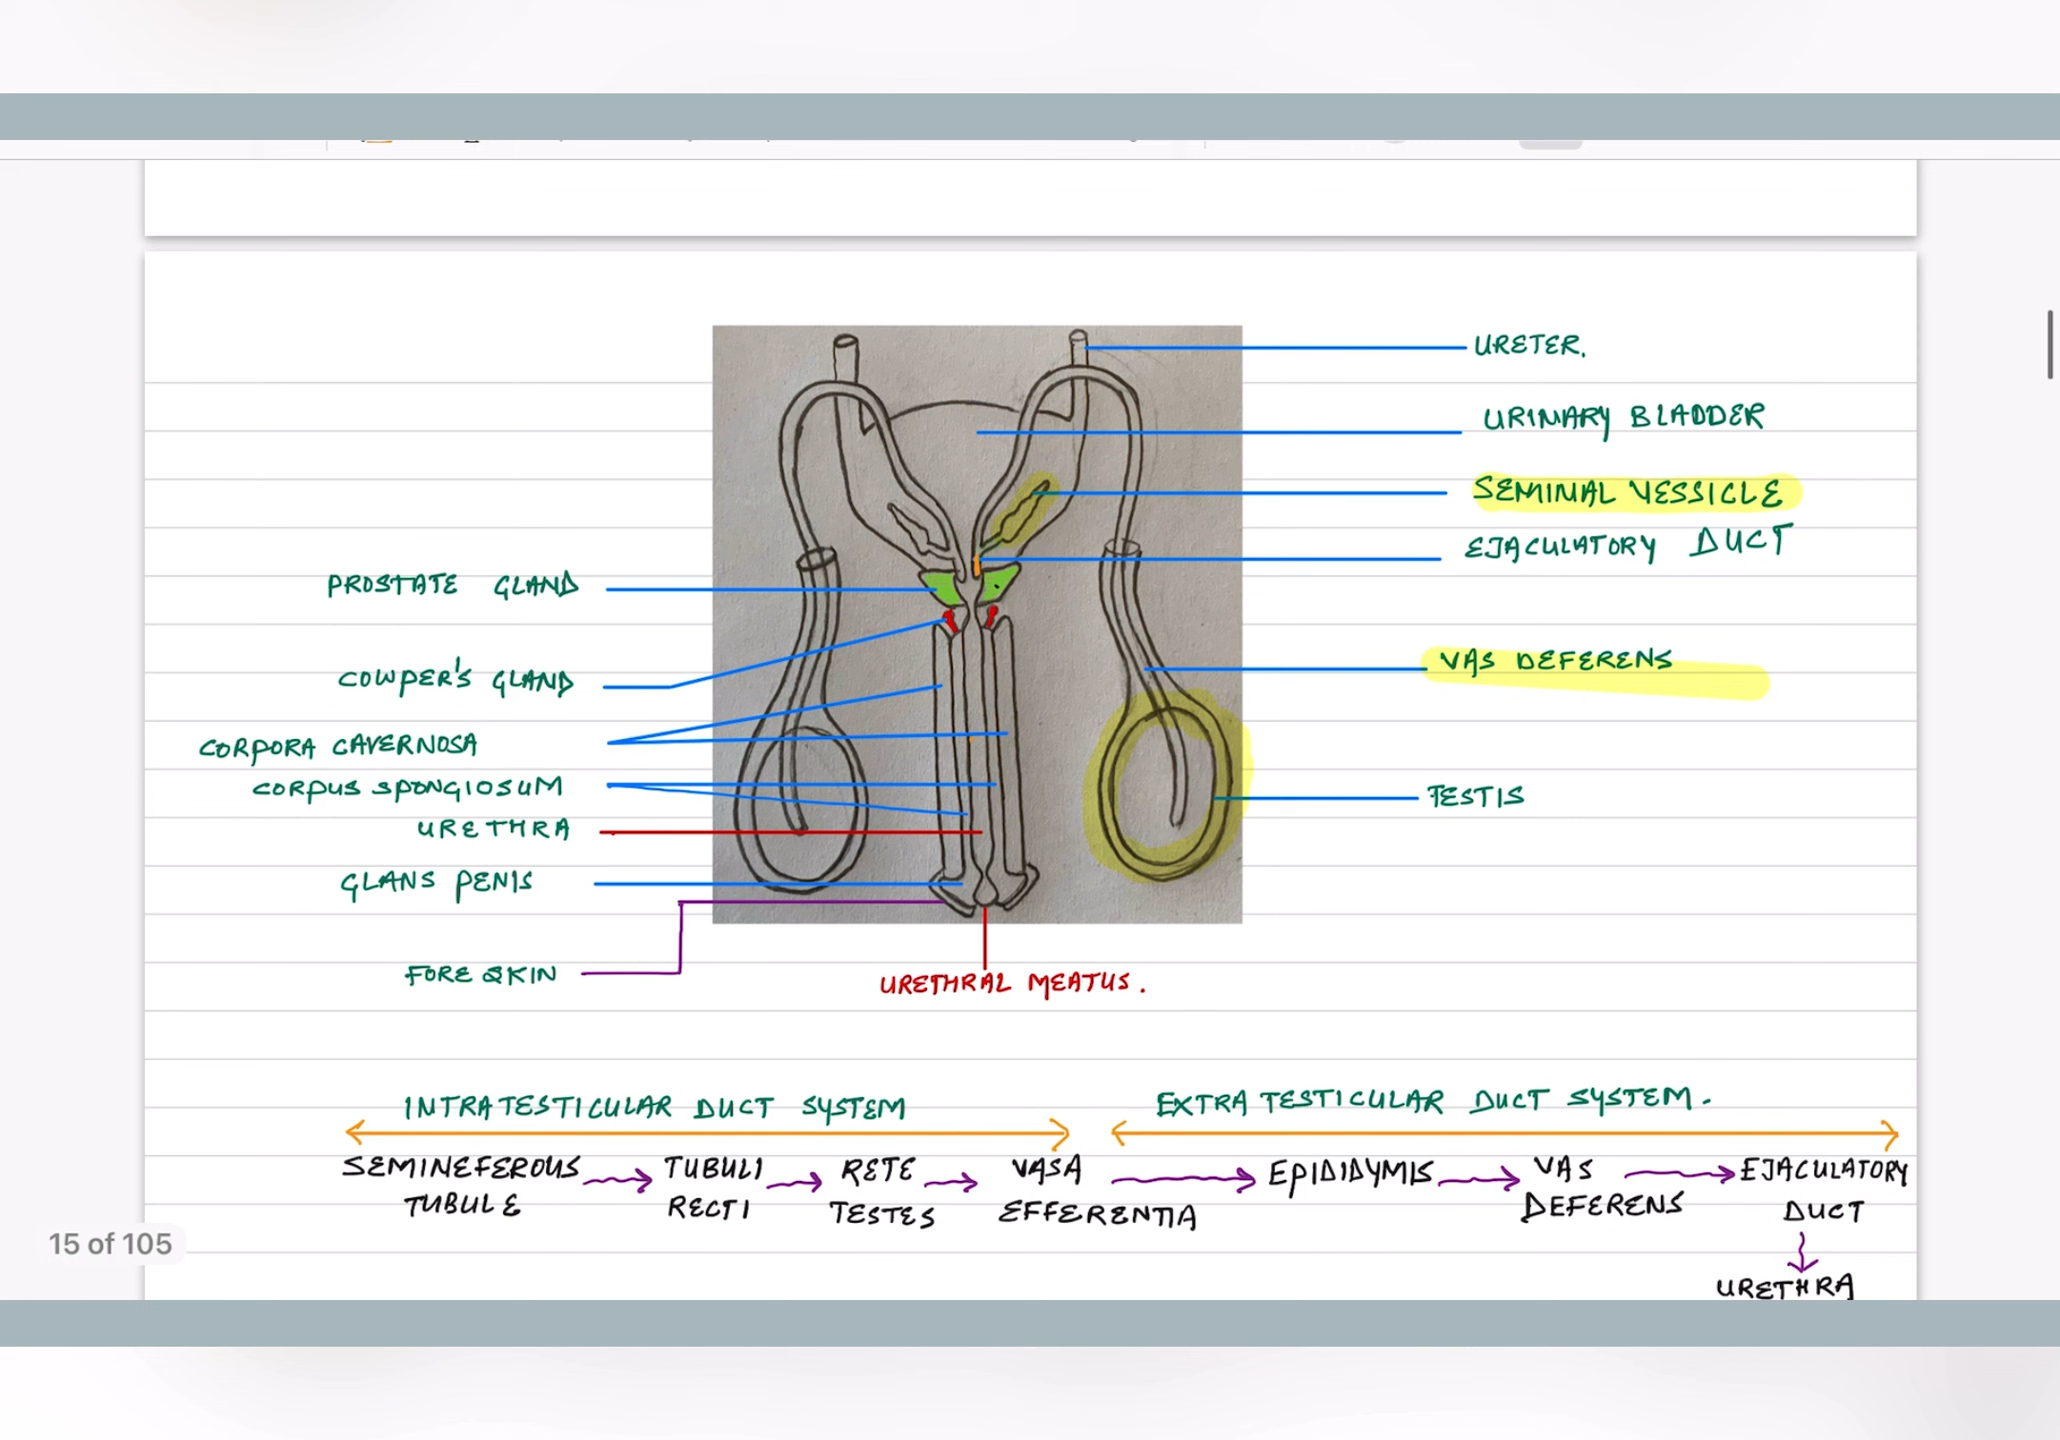 URETER.
URINARY BLADDER
SEMINAL VESSICLE
EJACULATORY DUCT
PROSTATE GLAND
VAS DEFERENS
COWPER'S GLAND
CORPORA CAVERNOSA
CORPUS SPONGIOSUM
TESTIS
URETHRA
GLANS PENIS
FORE SKIN
URETHRAL MEATUS.
INTRATESTICULAR DUCT SYSTEM
EXTRA TESTICULAR DUCT SYSTEM.
SEMINEFEROUS TUBULE
TUBULI RECTI
RETE TESTES
VASA EFFERENTIA
EPIDIDYMIS
VAS DEFERENS
EJACULATORY DUCT
URETHRA
15 of 105